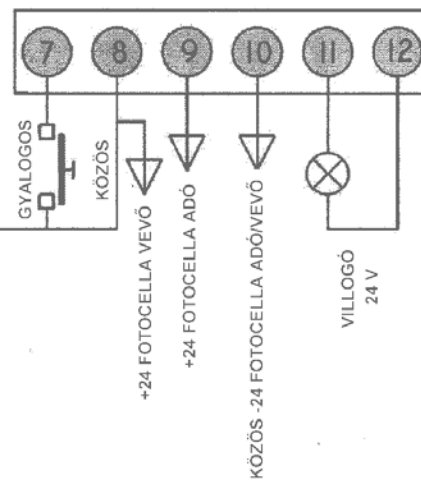 7 8 9 10 11 12
GYALOGOS
KÖZÖS
+24 FOTOCELLA VEVŐ
+24 FOTOCELLA ADÓ
KÖZÖS -24 FOTOCELLA ADÓ/VEVŐ
VILLOGÓ
24 V